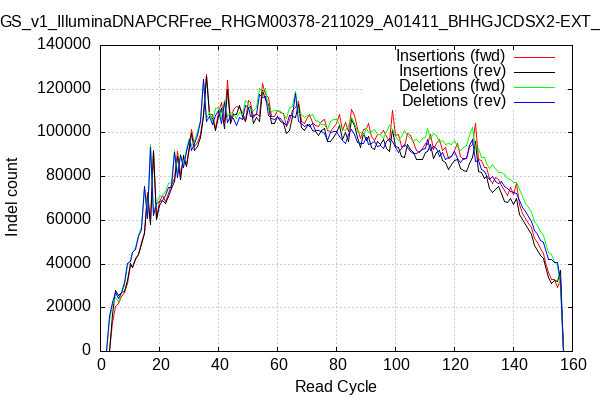 GS_v1_IlluminaDNAPCRFree_RHGM00378-211029_A01411_BHHGJCDSX2-EXT_
140000
120000
100000
80000
60000
40000
20000
0
Indel count
Insertions (fwd)
Insertions (rev)
Deletions (fwd)
Deletions (rev)
0 20 40 60 80 100 120 140 160
Read Cycle